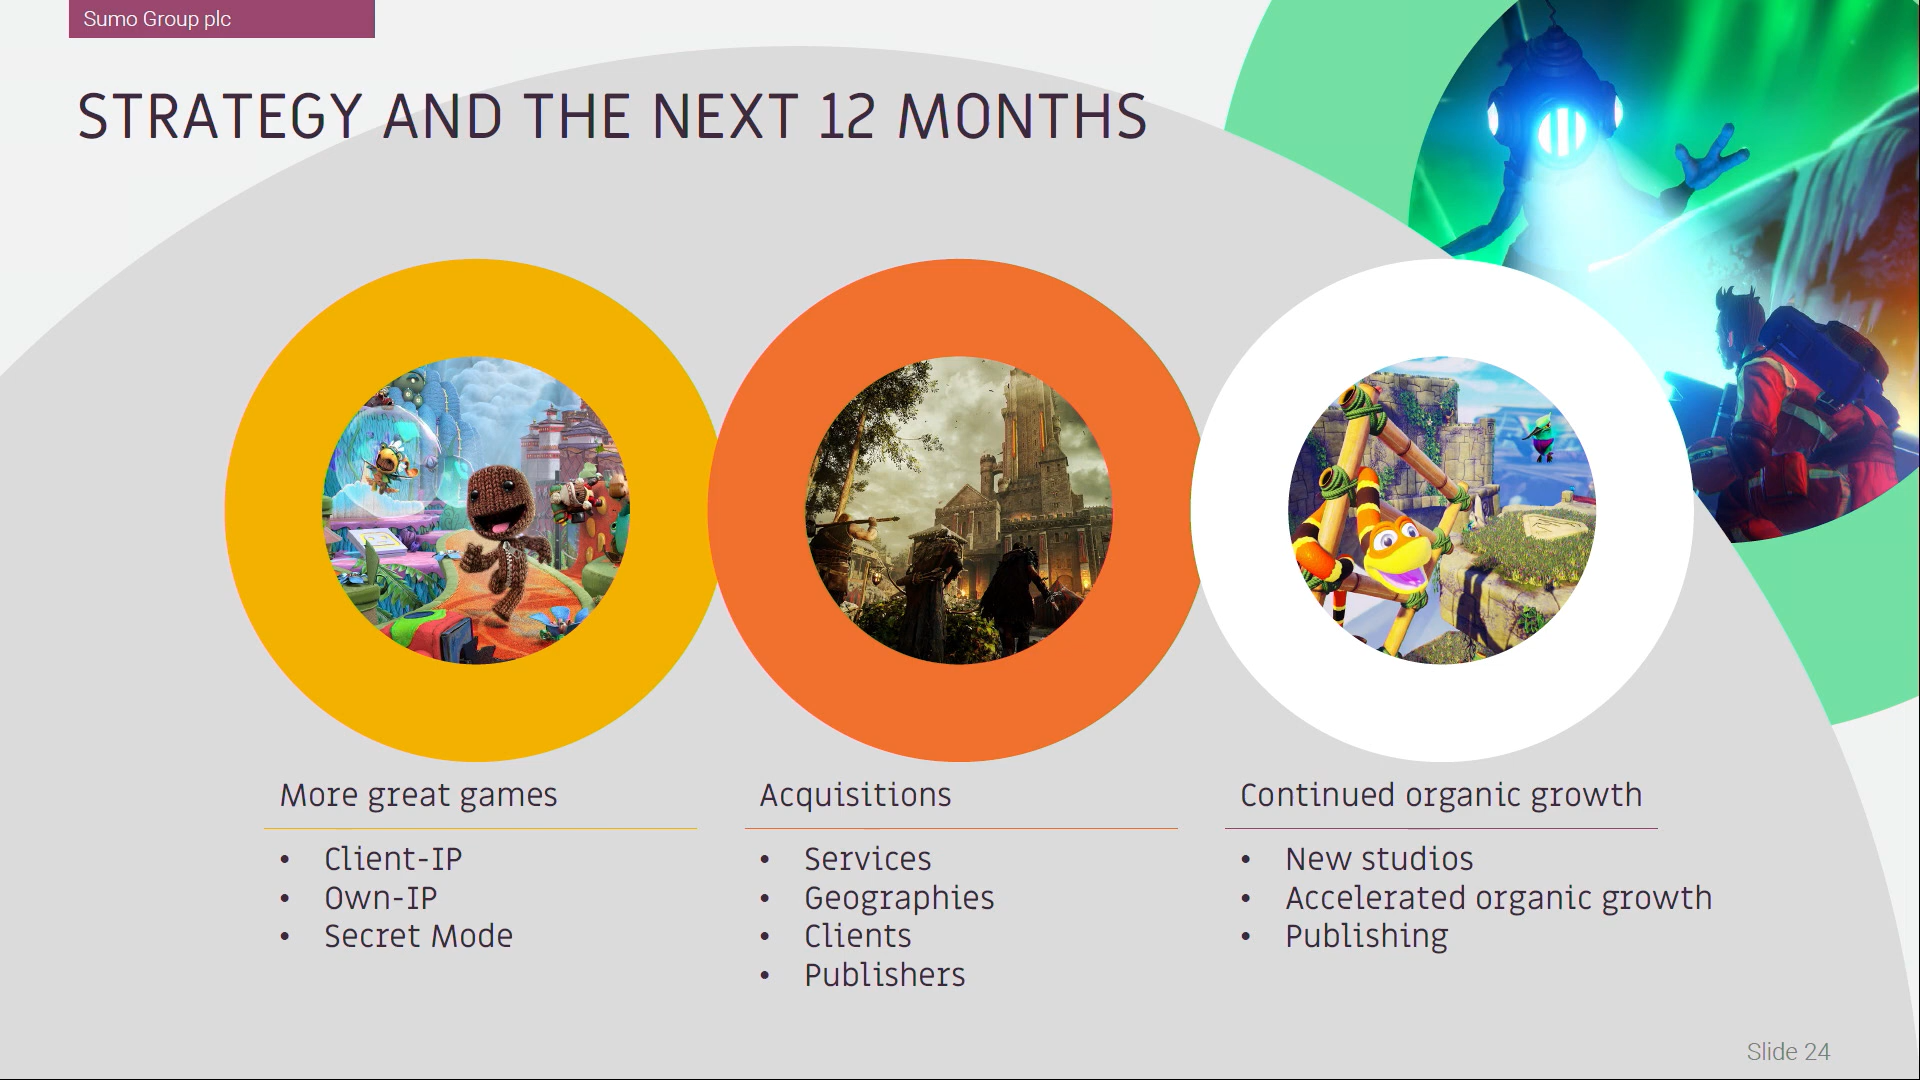 Sumo Group plc
STRATEGY AND THE NEXT 12 MONTHS
More great games
• Client-IP
• Own-IP
• Secret Mode
Acquisitions
• Services
• Geographies
• Clients
• Publishers
Continued organic growth
• New studios
• Accelerated organic growth
• Publishing
Slide 24